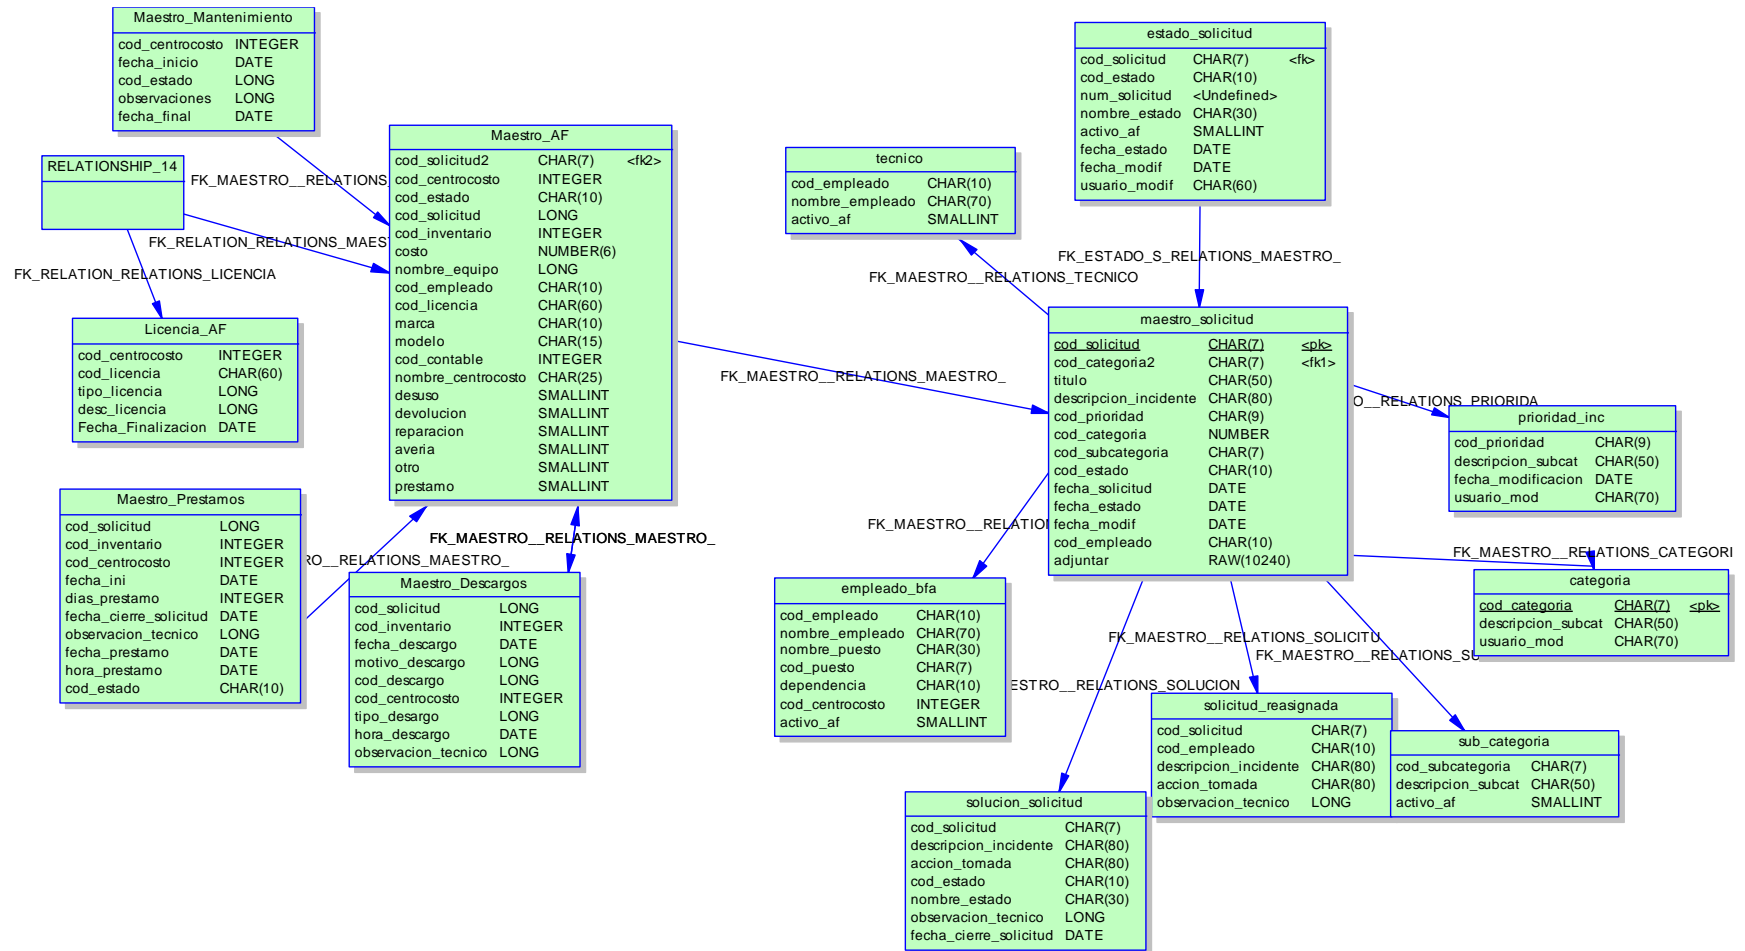 Maestro_Mantenimiento
cod_centrocosto INTEGER
fecha_inicio DATE
cod_estado LONG
observaciones LONG
fecha_final DATE
RELATIONSHIP_14
FK_MAESTRO__RELATIONS_
FK_RELATION_RELATIONS_MAES
FK_RELATION_RELATIONS_LICENCIA
Licencia_AF
cod_centrocosto INTEGER
cod_licencia CHAR(60)
tipo_licencia LONG
desc_licencia LONG
Fecha_Finalizacion DATE
Maestro_Prestamos
cod_solicitud LONG
cod_inventario INTEGER
cod_centrocosto INTEGER
fecha_ini DATE
dias_prestamo INTEGER
fecha_cierre_solicitud DATE
observacion_tecnico LONG
fecha_prestamo DATE
hora_prestamo DATE
cod_estado CHAR(10)
RO__RELATIONS_MAESTRO_
Maestro_AF
cod_solicitud2 CHAR(7) <fk2>
cod_centrocosto INTEGER
cod_estado CHAR(10)
cod_solicitud LONG
cod_inventario INTEGER
costo NUMBER(6)
nombre_equipo LONG
cod_empleado CHAR(10)
cod_licencia CHAR(60)
marca CHAR(10)
modelo CHAR(15)
cod_contable INTEGER
nombre_centrocosto CHAR(25)
desuso SMALLINT
devolucion SMALLINT
reparacion SMALLINT
averia SMALLINT
otro SMALLINT
prestamo SMALLINT
FK_MAESTRO__RELATIONS_MAESTRO_
Maestro_Descargos
cod_solicitud LONG
cod_inventario INTEGER
fecha_descargo DATE
motivo_descargo LONG
cod_descargo LONG
cod_centrocosto INTEGER
tipo_desargo LONG
hora_descargo DATE
observacion_tecnico LONG
FK_MAESTRO__RELATIONS_MAESTRO_
tecnico
cod_empleado CHAR(10)
nombre_empleado CHAR(70)
activo_af SMALLINT
FK_MAESTRO__RELATIONS_TECNICO
estado_solicitud
cod_solicitud CHAR(7) <fk>
cod_estado CHAR(10)
num_solicitud <Undefined>
nombre_estado CHAR(30)
activo_af SMALLINT
fecha_estado DATE
fecha_modif DATE
usuario_modif CHAR(60)
FK_ESTADO_S_RELATIONS_MAESTRO_
maestro_solicitud
cod_solicitud CHAR(7) <pk>
cod_categoria2 CHAR(7) <fk1>
titulo CHAR(50)
descripcion_incidente CHAR(80)
cod_prioridad CHAR(9)
cod_categoria NUMBER
cod_subcategoria CHAR(7)
cod_estado CHAR(10)
fecha_solicitud DATE
fecha_estado DATE
fecha_modif DATE
cod_empleado CHAR(10)
adjuntar RAW(10240)
O__RELATIONS_PRIORIDA
prioridad_inc
cod_prioridad CHAR(9)
descripcion_subcat CHAR(50)
fecha_modificacion DATE
usuario_mod CHAR(70)
FK_MAESTRO__RELATIONS_CATEGORI
categoria
cod_categoria CHAR(7) <pk>
descripcion_subcat CHAR(50)
usuario_mod CHAR(70)
FK_MAESTRO__RELATION
empleado_bfa
cod_empleado CHAR(10)
nombre_empleado CHAR(70)
nombre_puesto CHAR(30)
cod_puesto CHAR(7)
dependencia CHAR(10)
cod_centrocosto INTEGER
activo_af SMALLINT
FK_MAESTRO__RELATIONS_SOLICITU
FK_MAESTRO__RELATIONS_SU
ESTRO__RELATIONS_SOLUCION
solicitud_reasignada
cod_solicitud CHAR(7)
cod_empleado CHAR(10)
descripcion_incidente CHAR(80)
accion_tomada CHAR(80)
observacion_tecnico LONG
sub_categoria
cod_subcategoria CHAR(7)
descripcion_subcat CHAR(50)
activo_af SMALLINT
solucion_solicitud
cod_solicitud CHAR(7)
descripcion_incidente CHAR(80)
accion_tomada CHAR(80)
cod_estado CHAR(10)
nombre_estado CHAR(30)
observacion_tecnico LONG
fecha_cierre_solicitud DATE